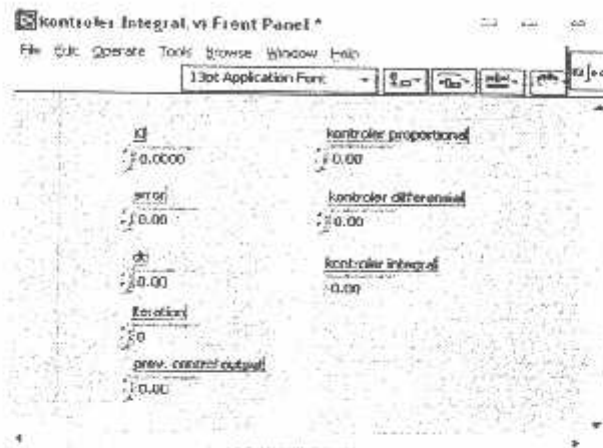 kontroler Integral.vi Front Panel *
File Edit Operate Tools Browse Window Help
13pt Application Font
KI
0.0000
error
0.00
dt
0.00
Iteration
0
prev. control output
0.00
kontroler proportional
0.00
kontroler differensial
0.00
kontroler integral
0.00